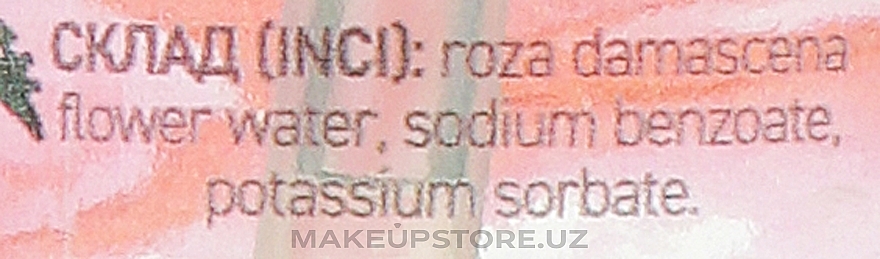 СКЛАД (INCI): roza damascena
flower water, sodium benzoate,
potassium sorbate.
MAKEUPSTORE.UZ